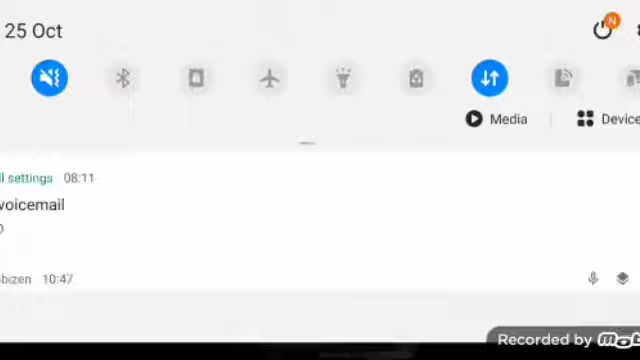 25 Oct
N
Media
Device
ll settings 08:11
voicemail
bizen 10:47
Recorded by